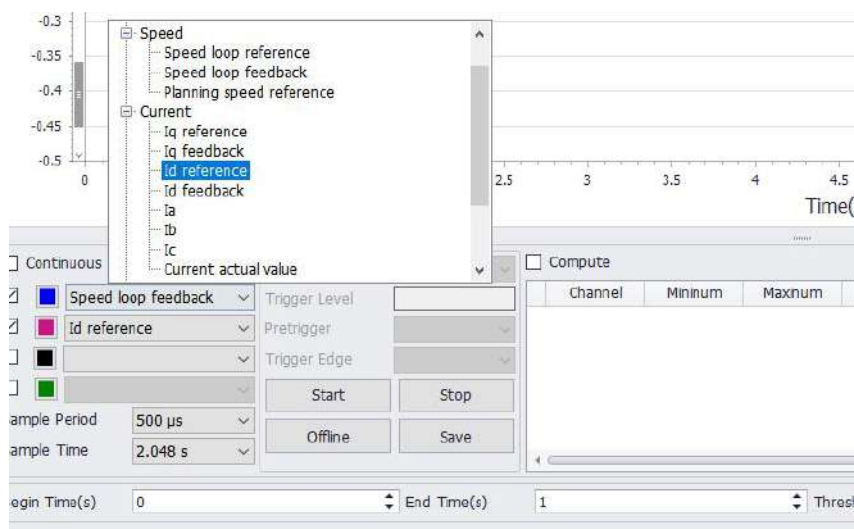 -0.3
-0.35
-0.4
-0.45
-0.5
0
2.5
3
3.5
4
4.5
Time(
Speed
Speed loop reference
Speed loop feedback
Planning speed reference
Current
Iq reference
Iq feedback
Id reference
Id feedback
Ia
Ib
Ic
Current actual value
Continuous
Speed loop feedback
Id reference
ample Period
500 µs
ample Time
2.048 s
Trigger Level
Pretrigger
Trigger Edge
Start
Stop
Offline
Save
Compute
Channel
Mininum
Maxnum
egin Time(s)
0
End Time(s)
1
Thresh